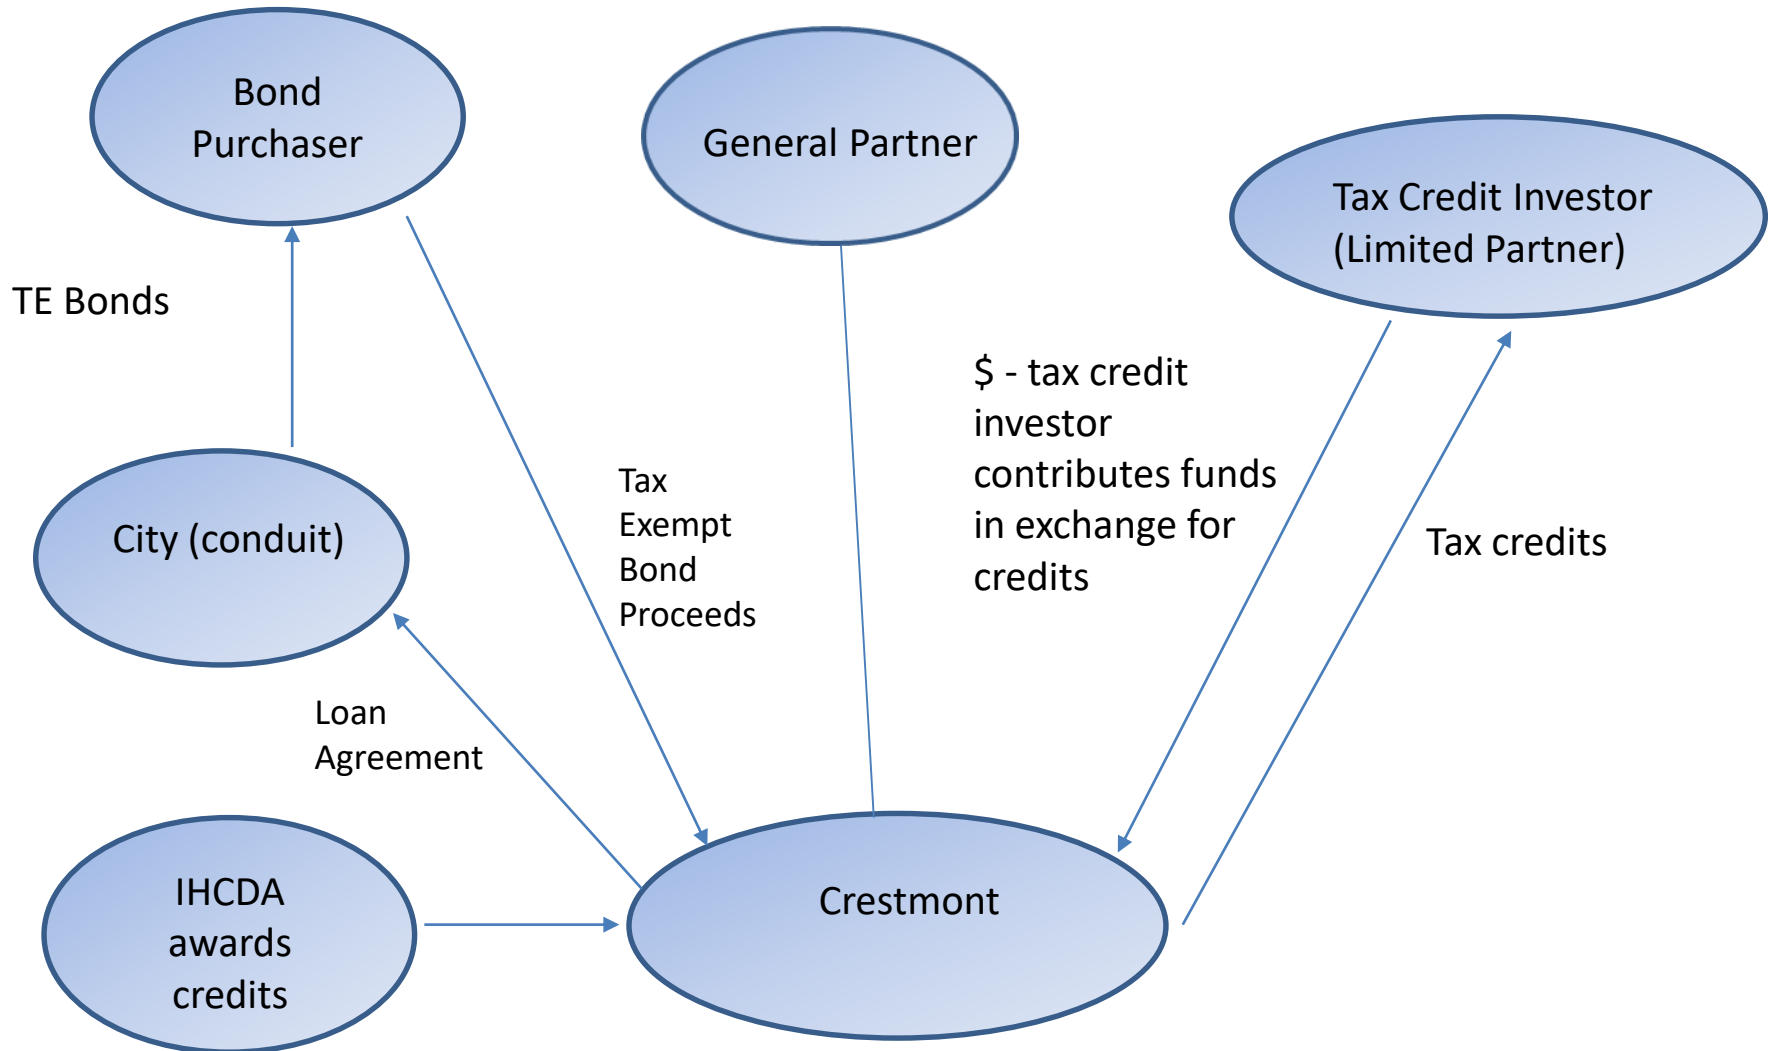 Bond
Purchaser
General Partner
Tax Credit Investor
(Limited Partner)
TE Bonds
$ - tax credit
investor
contributes funds
in exchange for
credits
Tax
Exempt
Bond
Proceeds
City (conduit)
Tax credits
Loan
Agreement
IHCDA
awards
credits
Crestmont